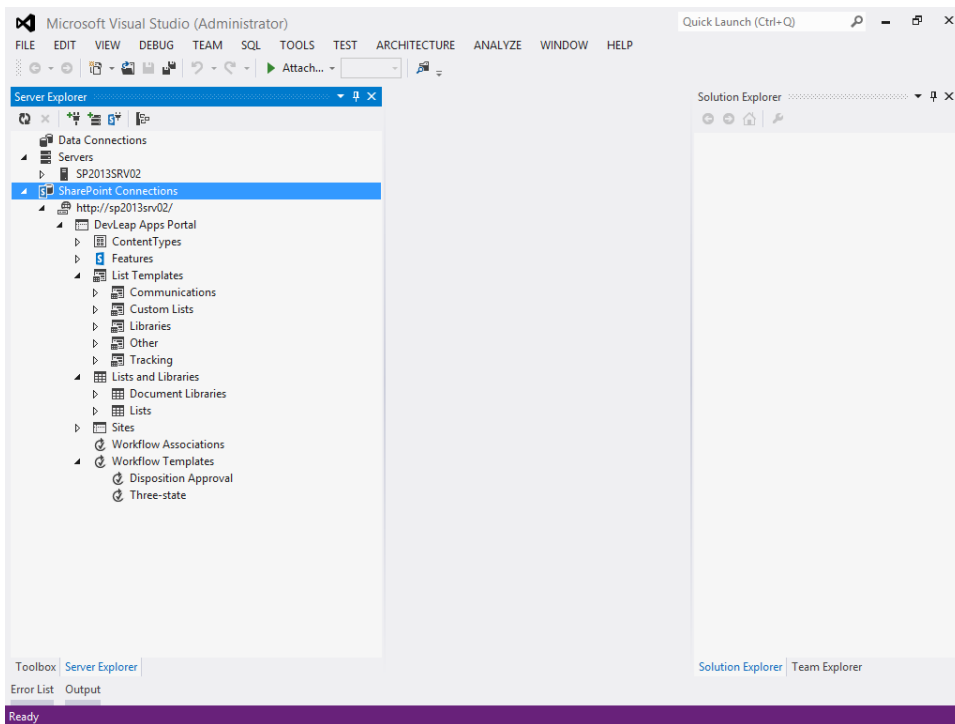 Microsoft Visual Studio (Administrator)
Quick Launch (Ctrl+Q)
FILE EDIT VIEW DEBUG TEAM SQL TOOLS TEST ARCHITECTURE ANALYZE WINDOW HELP
Attach...
Server Explorer
Solution Explorer
Data Connections
Servers
SP2013SRV02
SharePoint Connections
http://sp2013srv02/
DevLeap Apps Portal
ContentTypes
Features
List Templates
Communications
Custom Lists
Libraries
Other
Tracking
Lists and Libraries
Document Libraries
Lists
Sites
Workflow Associations
Workflow Templates
Disposition Approval
Three-state
Toolbox Server Explorer
Solution Explorer Team Explorer
Error List Output
Ready